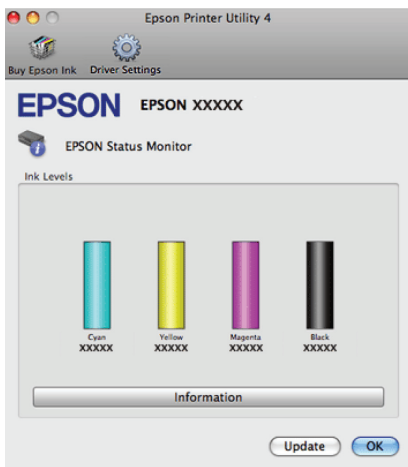 Epson Printer Utility 4
Buy Epson Ink Driver Settings
EPSON EPSON XXXXX
EPSON Status Monitor
Ink Levels
Cyan Yellow Magenta Black
XXXXX XXXXX XXXXX XXXXX
Information
Update OK